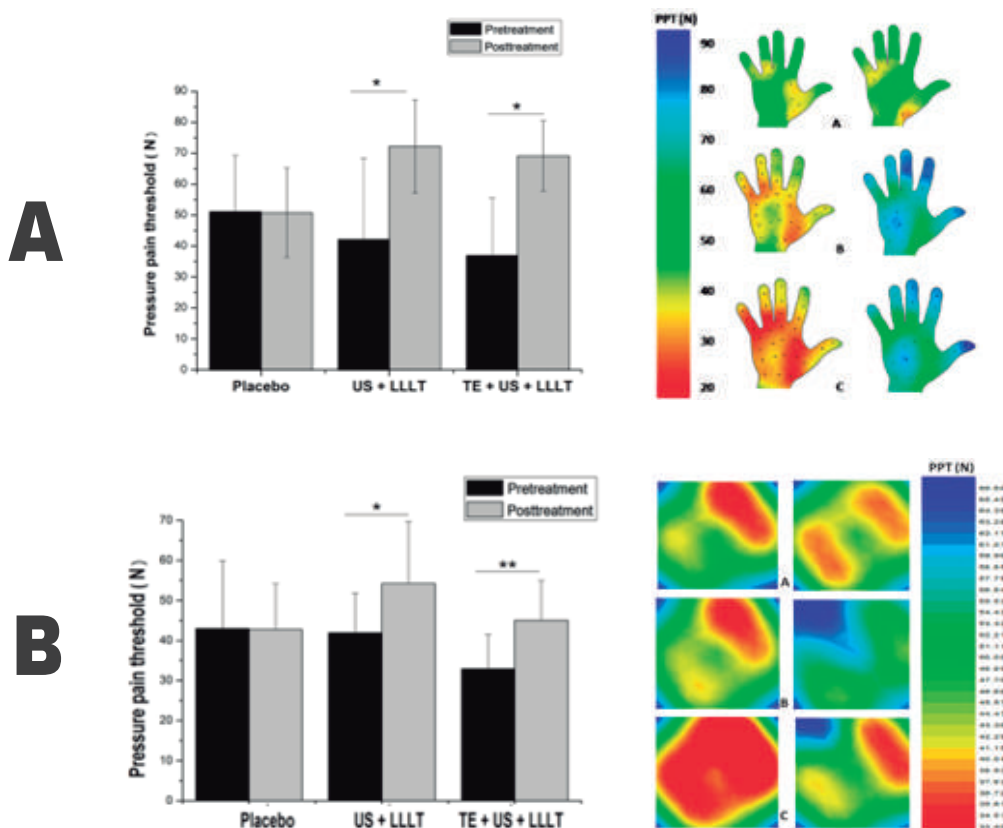 A
Pretreatment
Posttreatment
Pressure pain threshold ( N )
90
80
70
60
50
40
30
20
10
0
*
*
Placebo
US + LLLT
TE + US + LLLT
PPT (N)
90
80
70
60
50
40
30
20
A
B
C
B
Pretreatment
Posttreatment
Pressure pain threshold ( N )
70
60
50
40
30
20
10
0
*
**
Placebo
US + LLLT
TE + US + LLLT
A
B
C
PPT (N)